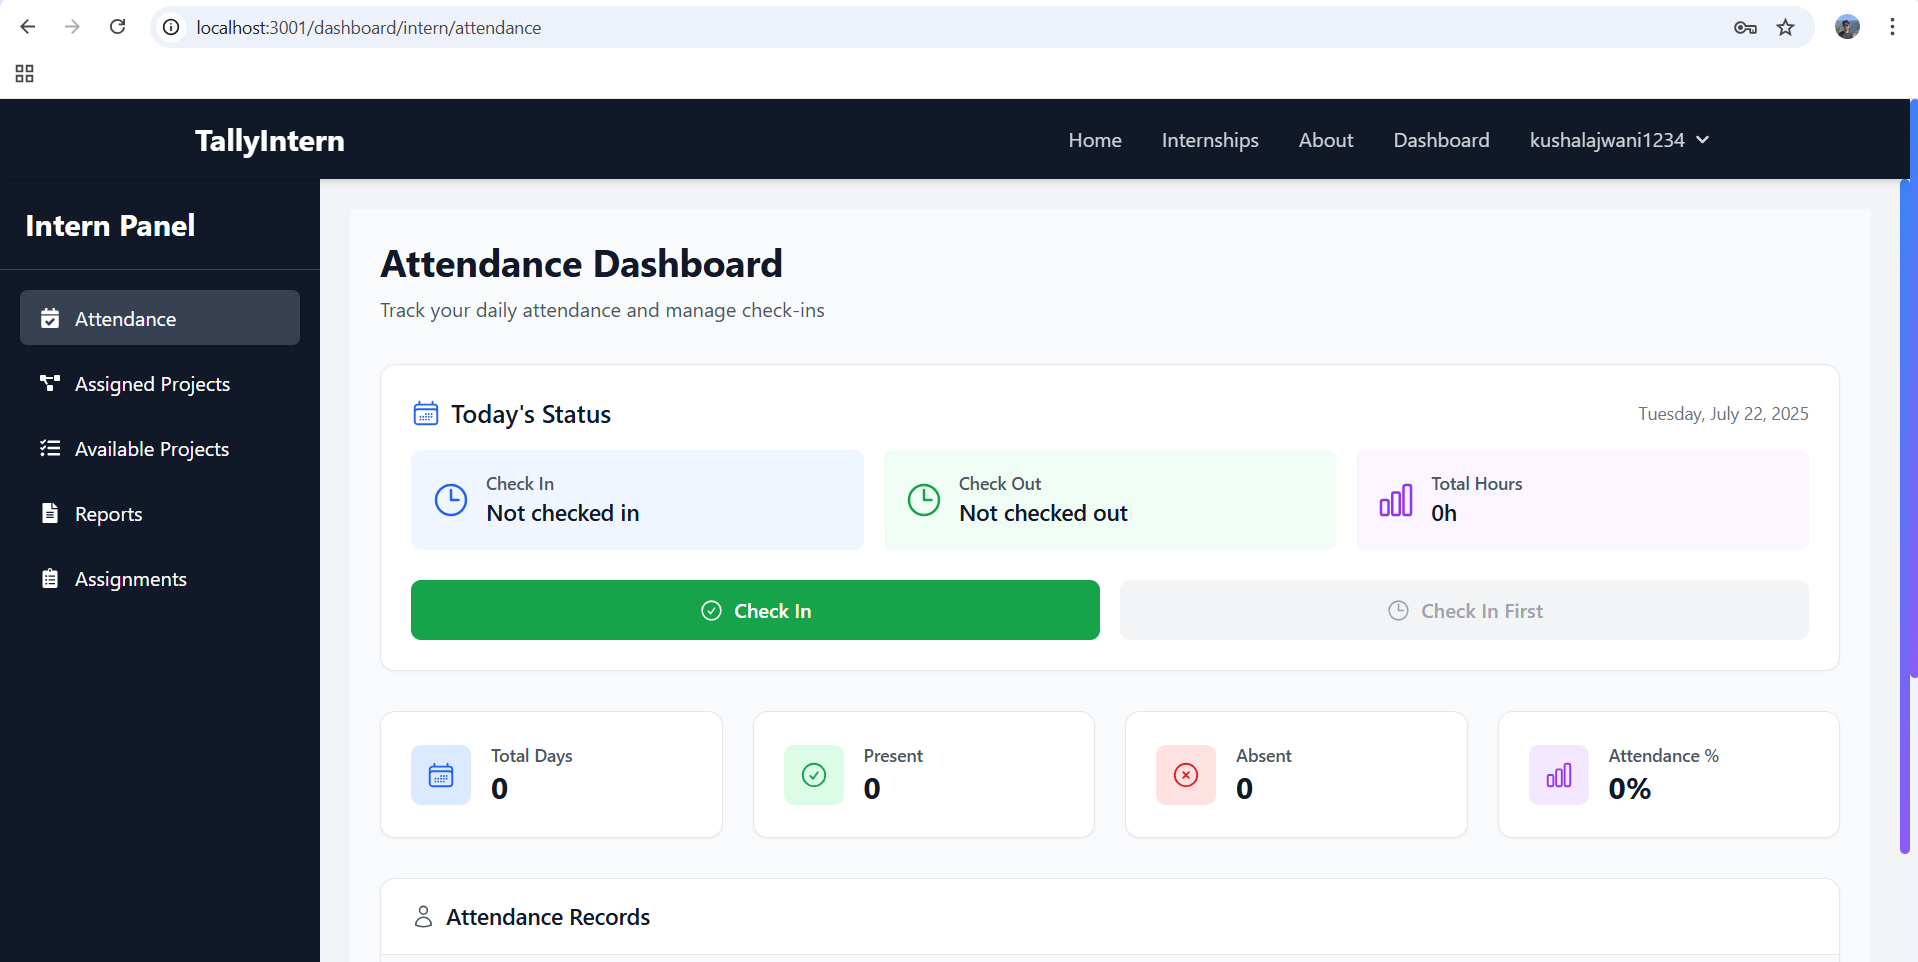 localhost:3001/dashboard/intern/attendance
TallyIntern
Home Internships About Dashboard kushalajwani1234
Intern Panel
Attendance
Assigned Projects
Available Projects
Reports
Assignments
Attendance Dashboard
Track your daily attendance and manage check-ins
Today's Status
Tuesday, July 22, 2025
Check In
Not checked in
Check Out
Not checked out
Total Hours
0h
Check In
Check In First
Total Days
0
Present
0
Absent
0
Attendance %
0%
Attendance Records